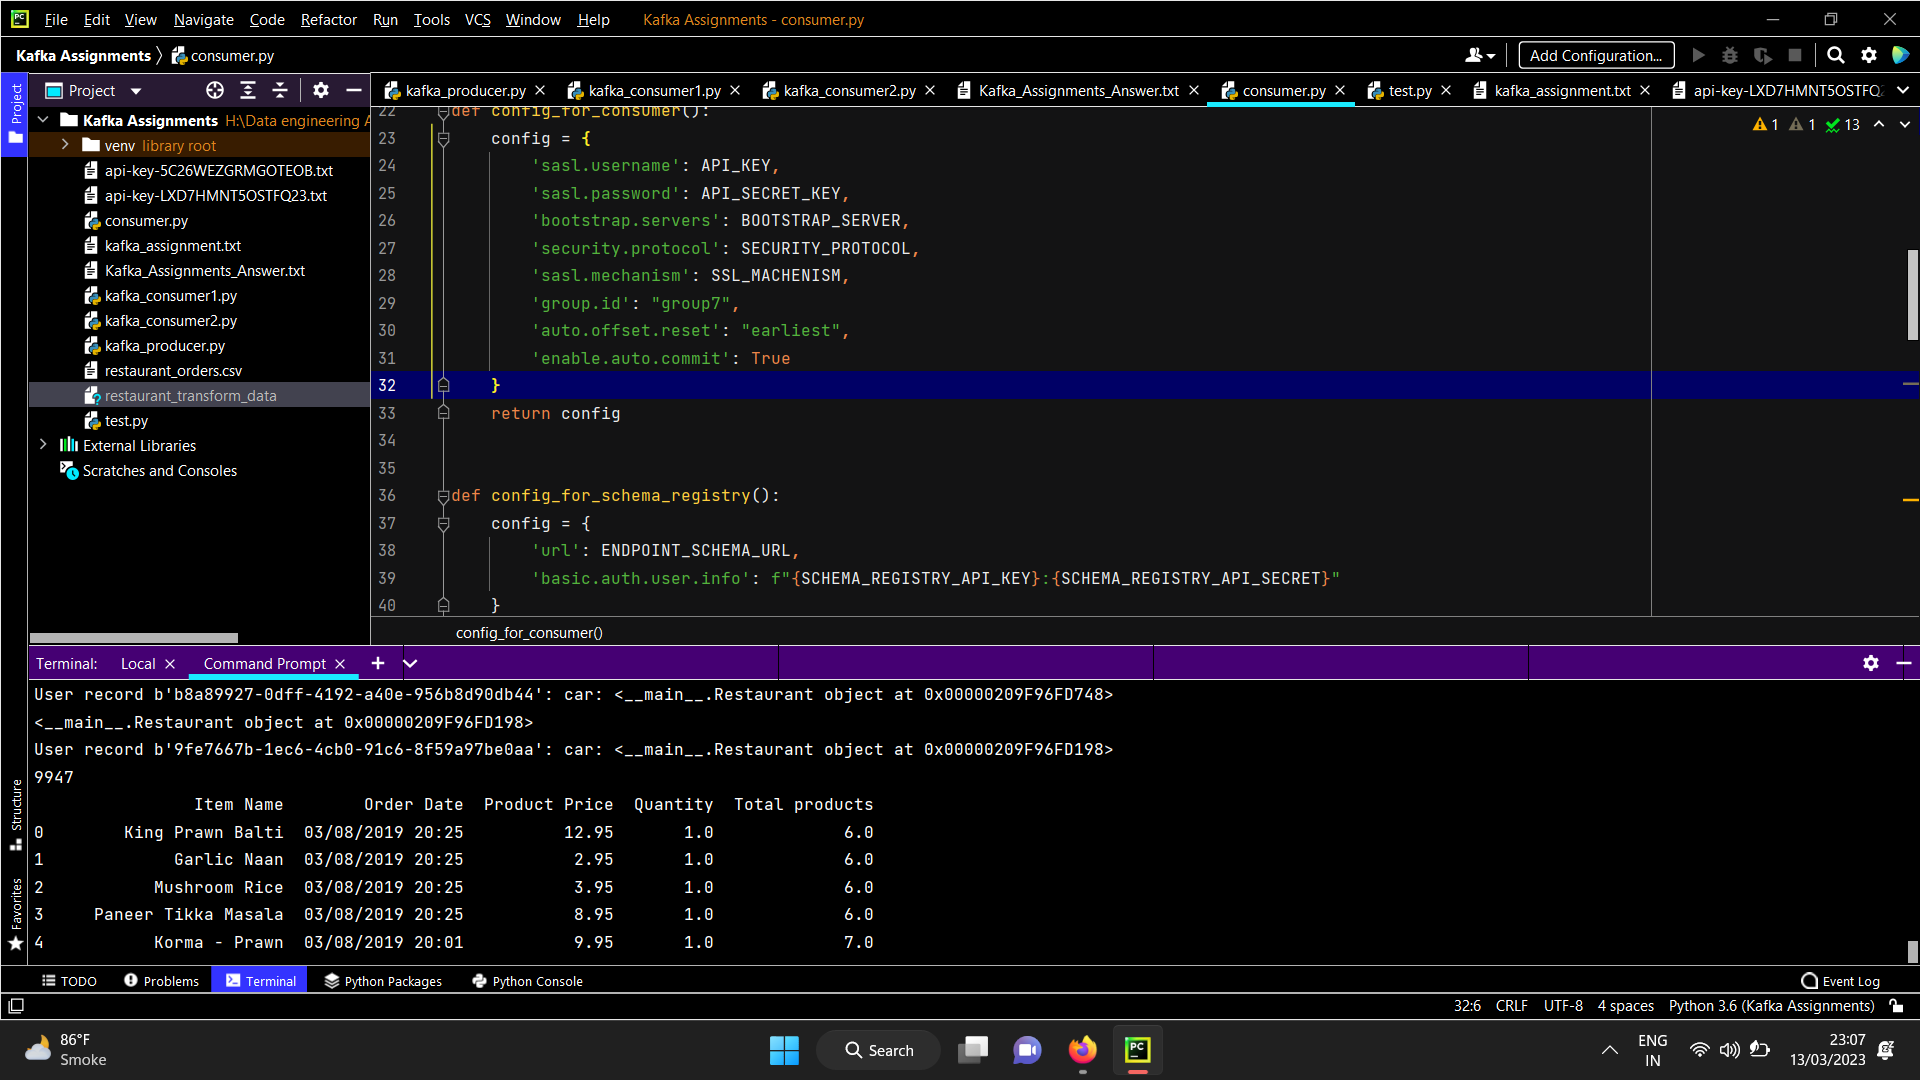 File Edit View Navigate Code Refactor Run Tools VCS Window Help Kafka Assignments - consumer.py
Kafka Assignments consumer.py Add Configuration...
Project kafka_producer.py kafka_consumer1.py kafka_consumer2.py Kafka_Assignments_Answer.txt consumer.py test.py kafka_assignment.txt api-key-LXD7HMNT5OSTFQ2
Project
Kafka Assignments H:\Data engineering A
venv library root
api-key-5C26WEZGRMGOTEOB.txt
api-key-LXD7HMNT5OSTFQ23.txt
consumer.py
kafka_assignment.txt
Kafka_Assignments_Answer.txt
kafka_consumer1.py
kafka_consumer2.py
kafka_producer.py
restaurant_orders.csv
restaurant_transform_data
test.py
External Libraries
Scratches and Consoles
1 1 13
22 def config_for_consumer():
23 config = {
24 'sasl.username': API_KEY,
25 'sasl.password': API_SECRET_KEY,
26 'bootstrap.servers': BOOTSTRAP_SERVER,
27 'security.protocol': SECURITY_PROTOCOL,
28 'sasl.mechanism': SSL_MACHENISM,
29 'group.id': "group7",
30 'auto.offset.reset': "earliest",
31 'enable.auto.commit': True
32 }
33 return config
34
35
36 def config_for_schema_registry():
37 config = {
38 'url': ENDPOINT_SCHEMA_URL,
39 'basic.auth.user.info': f"{SCHEMA_REGISTRY_API_KEY}:{SCHEMA_REGISTRY_API_SECRET}"
40 }
config_for_consumer()
Terminal: Local Command Prompt
User record b'b8a89927-0dff-4192-a40e-956b8d90db44': car: <__main__.Restaurant object at 0x00000209F96FD748>
<__main__.Restaurant object at 0x00000209F96FD198>
User record b'9fe7667b-1ec6-4cb0-91c6-8f59a97be0aa': car: <__main__.Restaurant object at 0x00000209F96FD198>
9947
Item Name Order Date Product Price Quantity Total products
0 King Prawn Balti 03/08/2019 20:25 12.95 1.0 6.0
1 Garlic Naan 03/08/2019 20:25 2.95 1.0 6.0
2 Mushroom Rice 03/08/2019 20:25 3.95 1.0 6.0
3 Paneer Tikka Masala 03/08/2019 20:25 8.95 1.0 6.0
4 Korma - Prawn 03/08/2019 20:01 9.95 1.0 7.0
Structure
Favorites
TODO Problems Terminal Python Packages Python Console Event Log
32:6 CRLF UTF-8 4 spaces Python 3.6 (Kafka Assignments)
86°F
Smoke
Search
ENG
IN
23:07
13/03/2023